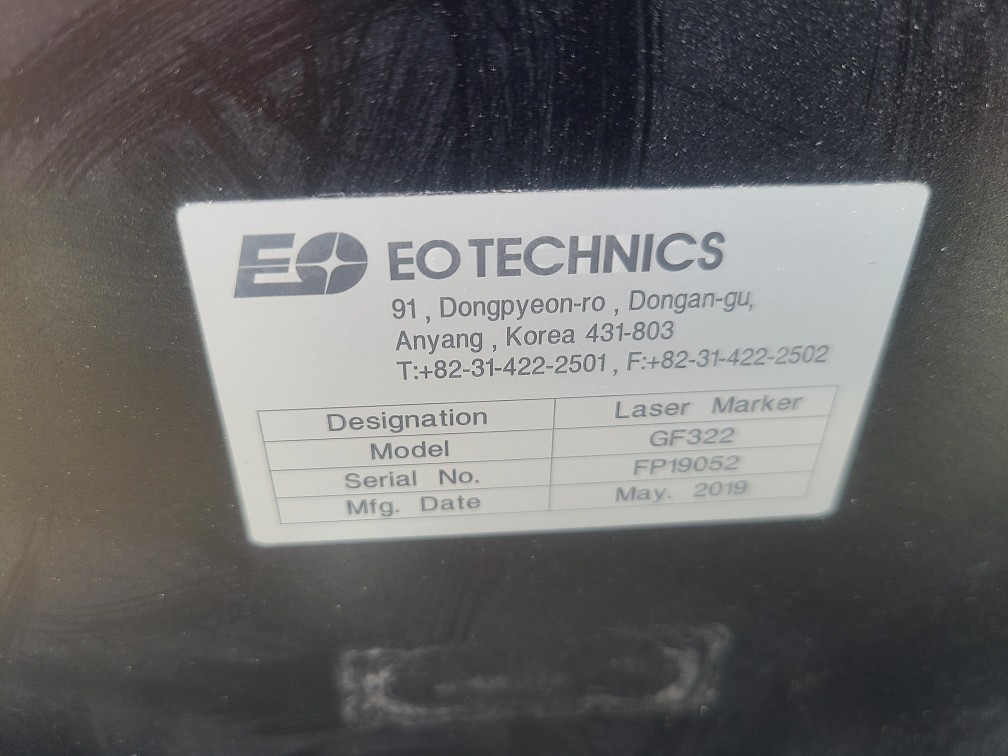 EO EO TECHNICS
91 , Dongpyeon-ro , Dongan-gu,
Anyang , Korea 431-803
T:+82-31-422-2501 , F:+82-31-422-2502
Designation Laser Marker
Model GF322
Serial No. FP19052
Mfg. Date May. 2019